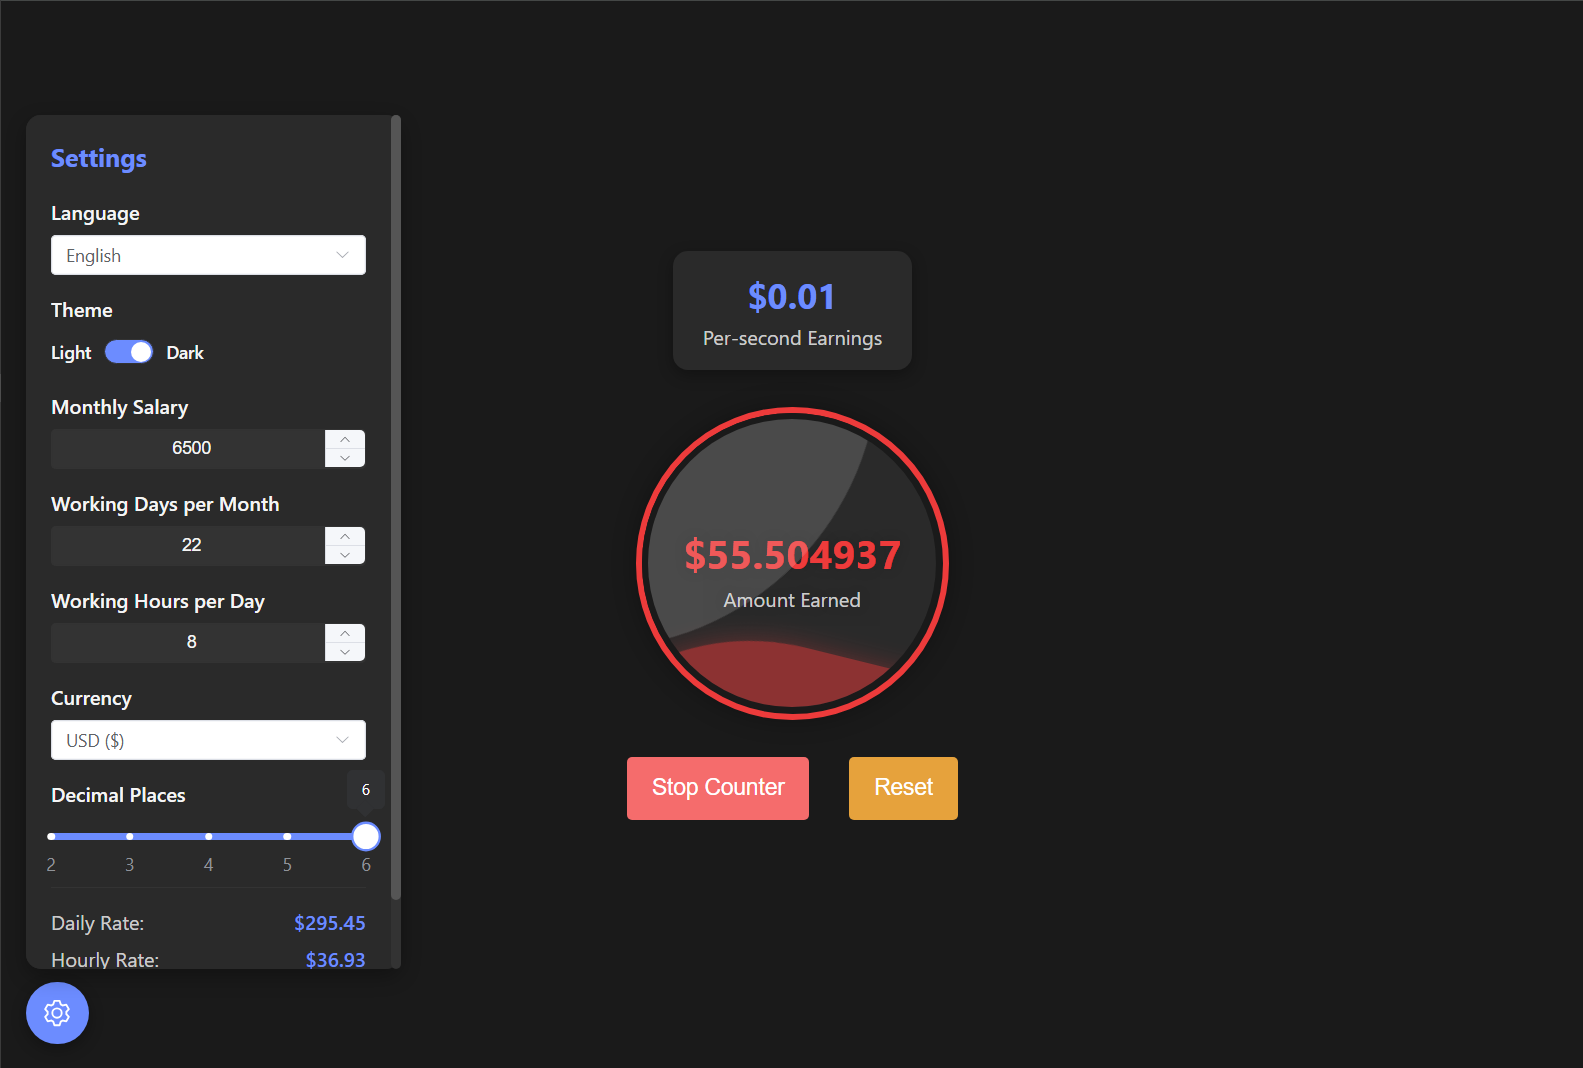 Settings
Language
English
Theme
Light Dark
Monthly Salary
6500
Working Days per Month
22
Working Hours per Day
8
Currency
USD ($)
Decimal Places
6
2 3 4 5 6
Daily Rate: $295.45
Hourly Rate: $36.93
$0.01
Per-second Earnings
$55.504937
Amount Earned
Stop Counter Reset